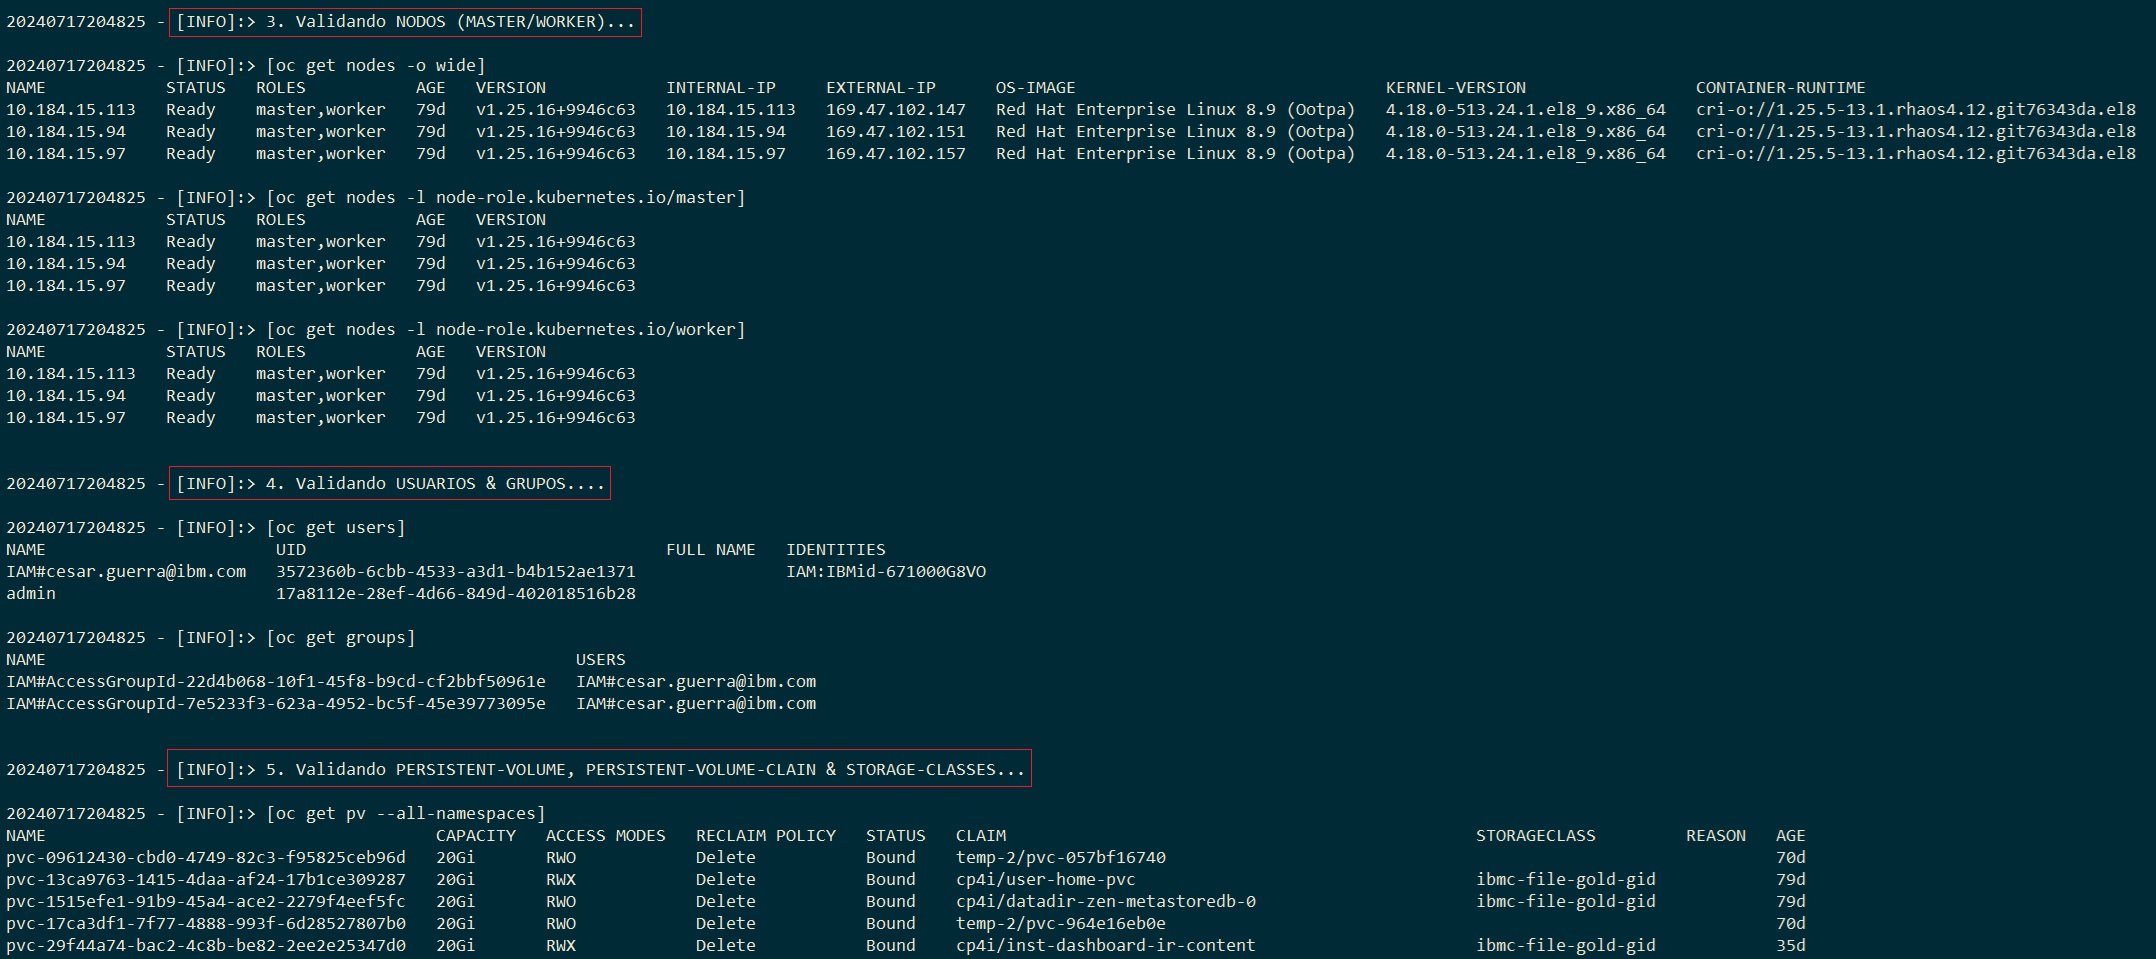 20240717204825 - [INFO]:> 3. Validando NODOS (MASTER/WORKER)...
20240717204825 - [INFO]:> [oc get nodes -o wide]
NAME STATUS ROLES AGE VERSION INTERNAL-IP EXTERNAL-IP OS-IMAGE KERNEL-VERSION CONTAINER-RUNTIME
10.184.15.113 Ready master,worker 79d v1.25.16+9946c63 10.184.15.113 169.47.102.147 Red Hat Enterprise Linux 8.9 (Ootpa) 4.18.0-513.24.1.el8_9.x86_64 cri-o://1.25.5-13.1.rhaos4.12.git76343da.el8
10.184.15.94 Ready master,worker 79d v1.25.16+9946c63 10.184.15.94 169.47.102.151 Red Hat Enterprise Linux 8.9 (Ootpa) 4.18.0-513.24.1.el8_9.x86_64 cri-o://1.25.5-13.1.rhaos4.12.git76343da.el8
10.184.15.97 Ready master,worker 79d v1.25.16+9946c63 10.184.15.97 169.47.102.157 Red Hat Enterprise Linux 8.9 (Ootpa) 4.18.0-513.24.1.el8_9.x86_64 cri-o://1.25.5-13.1.rhaos4.12.git76343da.el8
20240717204825 - [INFO]:> [oc get nodes -l node-role.kubernetes.io/master]
NAME STATUS ROLES AGE VERSION
10.184.15.113 Ready master,worker 79d v1.25.16+9946c63
10.184.15.94 Ready master,worker 79d v1.25.16+9946c63
10.184.15.97 Ready master,worker 79d v1.25.16+9946c63
20240717204825 - [INFO]:> [oc get nodes -l node-role.kubernetes.io/worker]
NAME STATUS ROLES AGE VERSION
10.184.15.113 Ready master,worker 79d v1.25.16+9946c63
10.184.15.94 Ready master,worker 79d v1.25.16+9946c63
10.184.15.97 Ready master,worker 79d v1.25.16+9946c63
20240717204825 - [INFO]:> 4. Validando USUARIOS & GRUPOS....
20240717204825 - [INFO]:> [oc get users]
NAME UID FULL NAME IDENTITIES
IAM#cesar.guerra@ibm.com 3572360b-6cbb-4533-a3d1-b4b152ae1371 IAM:IBMid-671000G8VO
admin 17a8112e-28ef-4d66-849d-402018516b28
20240717204825 - [INFO]:> [oc get groups]
NAME USERS
IAM#AccessGroupId-22d4b068-10f1-45f8-b9cd-cf2bbf50961e IAM#cesar.guerra@ibm.com
IAM#AccessGroupId-7e5233f3-623a-4952-bc5f-45e39773095e IAM#cesar.guerra@ibm.com
20240717204825 - [INFO]:> 5. Validando PERSISTENT-VOLUME, PERSISTENT-VOLUME-CLAIN & STORAGE-CLASSES...
20240717204825 - [INFO]:> [oc get pv --all-namespaces]
NAME CAPACITY ACCESS MODES RECLAIM POLICY STATUS CLAIM STORAGECLASS REASON AGE
pvc-09612430-cbd0-4749-82c3-f95825ceb96d 20Gi RWO Delete Bound temp-2/pvc-057bf16740 70d
pvc-13ca9763-1415-4daa-af24-17b1ce309287 20Gi RWX Delete Bound cp4i/user-home-pvc ibmc-file-gold-gid 79d
pvc-1515efe1-91b9-45a4-ace2-2279f4eef5fc 20Gi RWO Delete Bound cp4i/datadir-zen-metastoredb-0 ibmc-file-gold-gid 79d
pvc-17ca3df1-7f77-4888-993f-6d28527807b0 20Gi RWO Delete Bound temp-2/pvc-964e16eb0e 70d
pvc-29f44a74-bac2-4c8b-be82-2ee2e25347d0 20Gi RWX Delete Bound cp4i/inst-dashboard-ir-content ibmc-file-gold-gid 35d